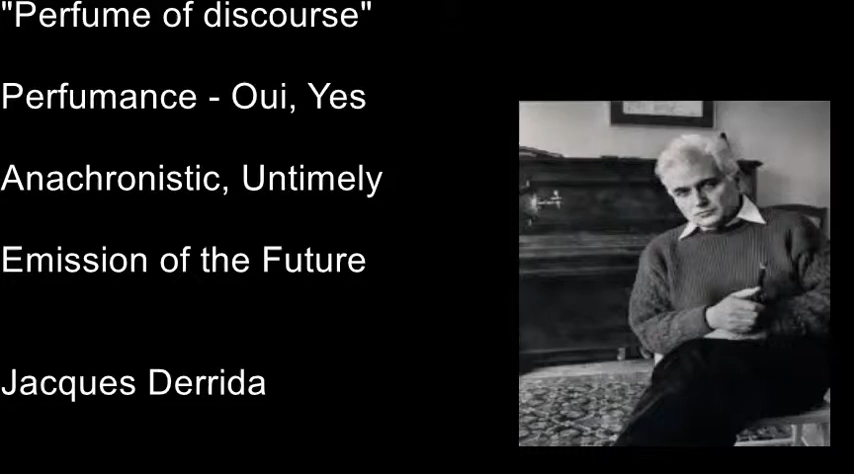 "Perfume of discourse"
Perfumance - Oui, Yes
Anachronistic, Untimely
Emission of the Future
Jacques Derrida